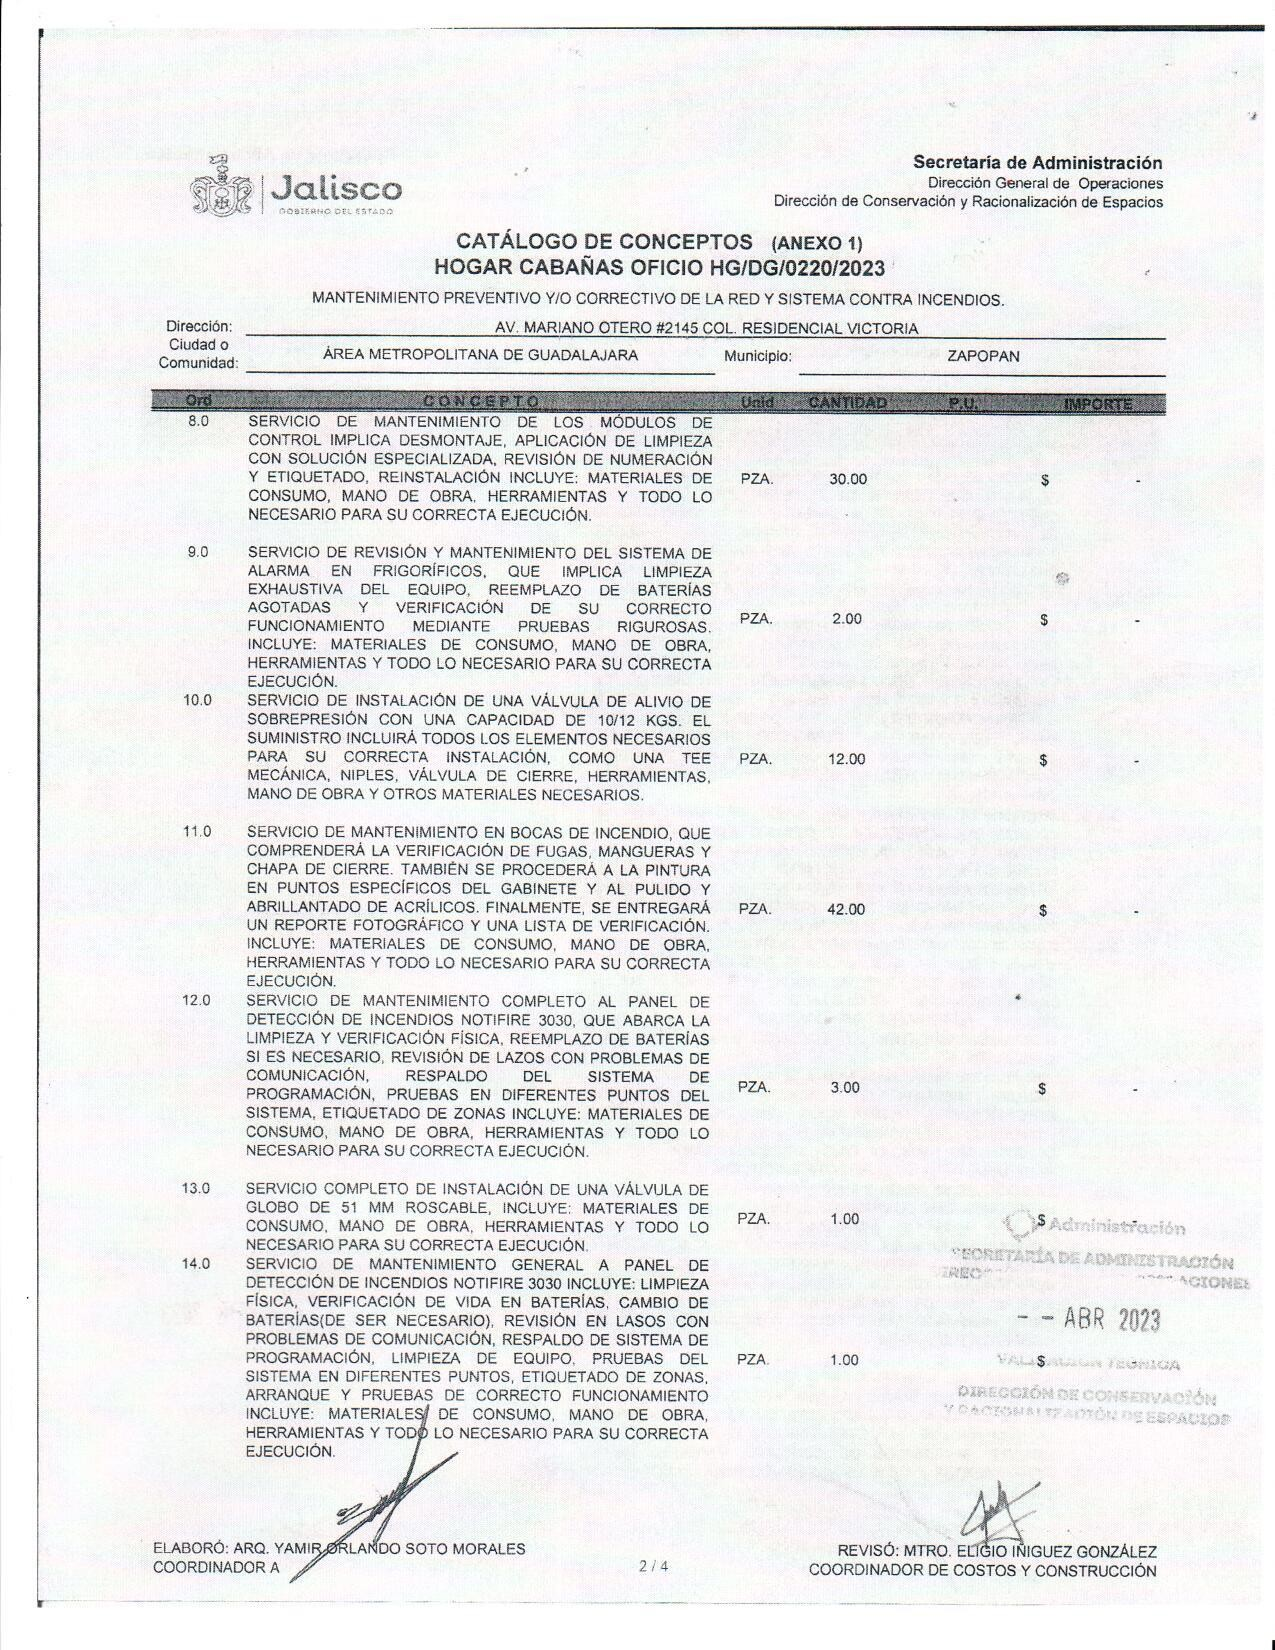 Jalisco
GOBIERNO DEL ESTADO
Secretaría de Administración
Dirección General de Operaciones
Dirección de Conservación y Racionalización de Espacios
CATÁLOGO DE CONCEPTOS (ANEXO 1)
HOGAR CABAÑAS OFICIO HG/DG/0220/2023
MANTENIMIENTO PREVENTIVO Y/O CORRECTIVO DE LA RED Y SISTEMA CONTRA INCENDIOS.
Dirección: AV. MARIANO OTERO #2145 COL. RESIDENCIAL VICTORIA
Ciudad o
Comunidad: ÁREA METROPOLITANA DE GUADALAJARA Municipio: ZAPOPAN
Ord CONCEPTO Unid CANTIDAD P.U. IMPORTE
8.0 SERVICIO DE MANTENIMIENTO DE LOS MÓDULOS DE
CONTROL IMPLICA DESMONTAJE, APLICACIÓN DE LIMPIEZA
CON SOLUCIÓN ESPECIALIZADA, REVISIÓN DE NUMERACIÓN
Y ETIQUETADO, REINSTALACIÓN INCLUYE: MATERIALES DE PZA. 30.00 $ -
CONSUMO, MANO DE OBRA, HERRAMIENTAS Y TODO LO
NECESARIO PARA SU CORRECTA EJECUCIÓN.
9.0 SERVICIO DE REVISIÓN Y MANTENIMIENTO DEL SISTEMA DE
ALARMA EN FRIGORÍFICOS, QUE IMPLICA LIMPIEZA
EXHAUSTIVA DEL EQUIPO, REEMPLAZO DE BATERÍAS
AGOTADAS Y VERIFICACIÓN DE SU CORRECTO
FUNCIONAMIENTO MEDIANTE PRUEBAS RIGUROSAS. PZA. 2.00 $ -
INCLUYE: MATERIALES DE CONSUMO, MANO DE OBRA,
HERRAMIENTAS Y TODO LO NECESARIO PARA SU CORRECTA
EJECUCIÓN.
10.0 SERVICIO DE INSTALACIÓN DE UNA VÁLVULA DE ALIVIO DE
SOBREPRESIÓN CON UNA CAPACIDAD DE 10/12 KGS. EL
SUMINISTRO INCLUIRÁ TODOS LOS ELEMENTOS NECESARIOS
PARA SU CORRECTA INSTALACIÓN, COMO UNA TEE PZA. 12.00 $ -
MECÁNICA, NIPLES, VÁLVULA DE CIERRE, HERRAMIENTAS,
MANO DE OBRA Y OTROS MATERIALES NECESARIOS.
11.0 SERVICIO DE MANTENIMIENTO EN BOCAS DE INCENDIO, QUE
COMPRENDERÁ LA VERIFICACIÓN DE FUGAS, MANGUERAS Y
CHAPA DE CIERRE. TAMBIÉN SE PROCEDERÁ A LA PINTURA
EN PUNTOS ESPECÍFICOS DEL GABINETE Y AL PULIDO Y
ABRILLANTADO DE ACRÍLICOS. FINALMENTE, SE ENTREGARÁ PZA. 42.00 $ -
UN REPORTE FOTOGRÁFICO Y UNA LISTA DE VERIFICACIÓN.
INCLUYE: MATERIALES DE CONSUMO, MANO DE OBRA,
HERRAMIENTAS Y TODO LO NECESARIO PARA SU CORRECTA
EJECUCIÓN.
12.0 SERVICIO DE MANTENIMIENTO COMPLETO AL PANEL DE
DETECCIÓN DE INCENDIOS NOTIFIRE 3030, QUE ABARCA LA
LIMPIEZA Y VERIFICACIÓN FÍSICA, REEMPLAZO DE BATERÍAS
SI ES NECESARIO, REVISIÓN DE LAZOS CON PROBLEMAS DE
COMUNICACIÓN, RESPALDO DEL SISTEMA DE
PROGRAMACIÓN, PRUEBAS EN DIFERENTES PUNTOS DEL PZA. 3.00 $ -
SISTEMA, ETIQUETADO DE ZONAS INCLUYE: MATERIALES DE
CONSUMO, MANO DE OBRA, HERRAMIENTAS Y TODO LO
NECESARIO PARA SU CORRECTA EJECUCIÓN.
13.0 SERVICIO COMPLETO DE INSTALACIÓN DE UNA VÁLVULA DE
GLOBO DE 51 MM ROSCABLE, INCLUYE: MATERIALES DE
CONSUMO, MANO DE OBRA, HERRAMIENTAS Y TODO LO PZA. 1.00 $ -
NECESARIO PARA SU CORRECTA EJECUCIÓN.
Administración
SECRETARÍA DE ADMINISTRACIÓN
14.0 SERVICIO DE MANTENIMIENTO GENERAL A PANEL DE
DETECCIÓN DE INCENDIOS NOTIFIRE 3030 INCLUYE: LIMPIEZA
FÍSICA, VERIFICACIÓN DE VIDA EN BATERÍAS, CAMBIO DE
BATERÍAS(DE SER NECESARIO), REVISIÓN EN LASOS CON
PROBLEMAS DE COMUNICACIÓN, RESPALDO DE SISTEMA DE
PROGRAMACIÓN, LIMPIEZA DE EQUIPO, PRUEBAS DEL PZA. 1.00 $
SISTEMA EN DIFERENTES PUNTOS, ETIQUETADO DE ZONAS,
ARRANQUE Y PRUEBAS DE CORRECTO FUNCIONAMIENTO
INCLUYE: MATERIALES DE CONSUMO, MANO DE OBRA,
HERRAMIENTAS Y TODO LO NECESARIO PARA SU CORRECTA
EJECUCIÓN.
- - ABR 2023
TÉCNICA
DIRECCIÓN DE CONSERVACIÓN
Y RACIONALIZACIÓN DE ESPACIOS
ELABORÓ: ARQ. YAMIR ORLANDO SOTO MORALES
COORDINADOR A
2 / 4
REVISÓ: MTRO. ELIGIO IÑIGUEZ GONZÁLEZ
COORDINADOR DE COSTOS Y CONSTRUCCIÓN